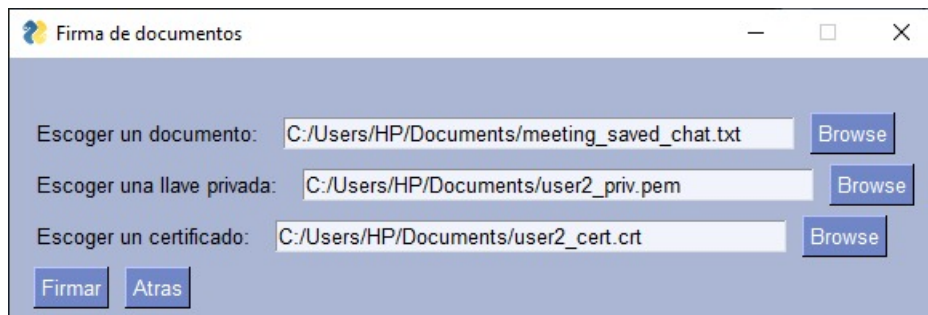 Firma de documentos
Escoger un documento: C:/Users/HP/Documents/meeting_saved_chat.txt Browse
Escoger una llave privada: C:/Users/HP/Documents/user2_priv.pem Browse
Escoger un certificado: C:/Users/HP/Documents/user2_cert.crt Browse
Firmar Atras